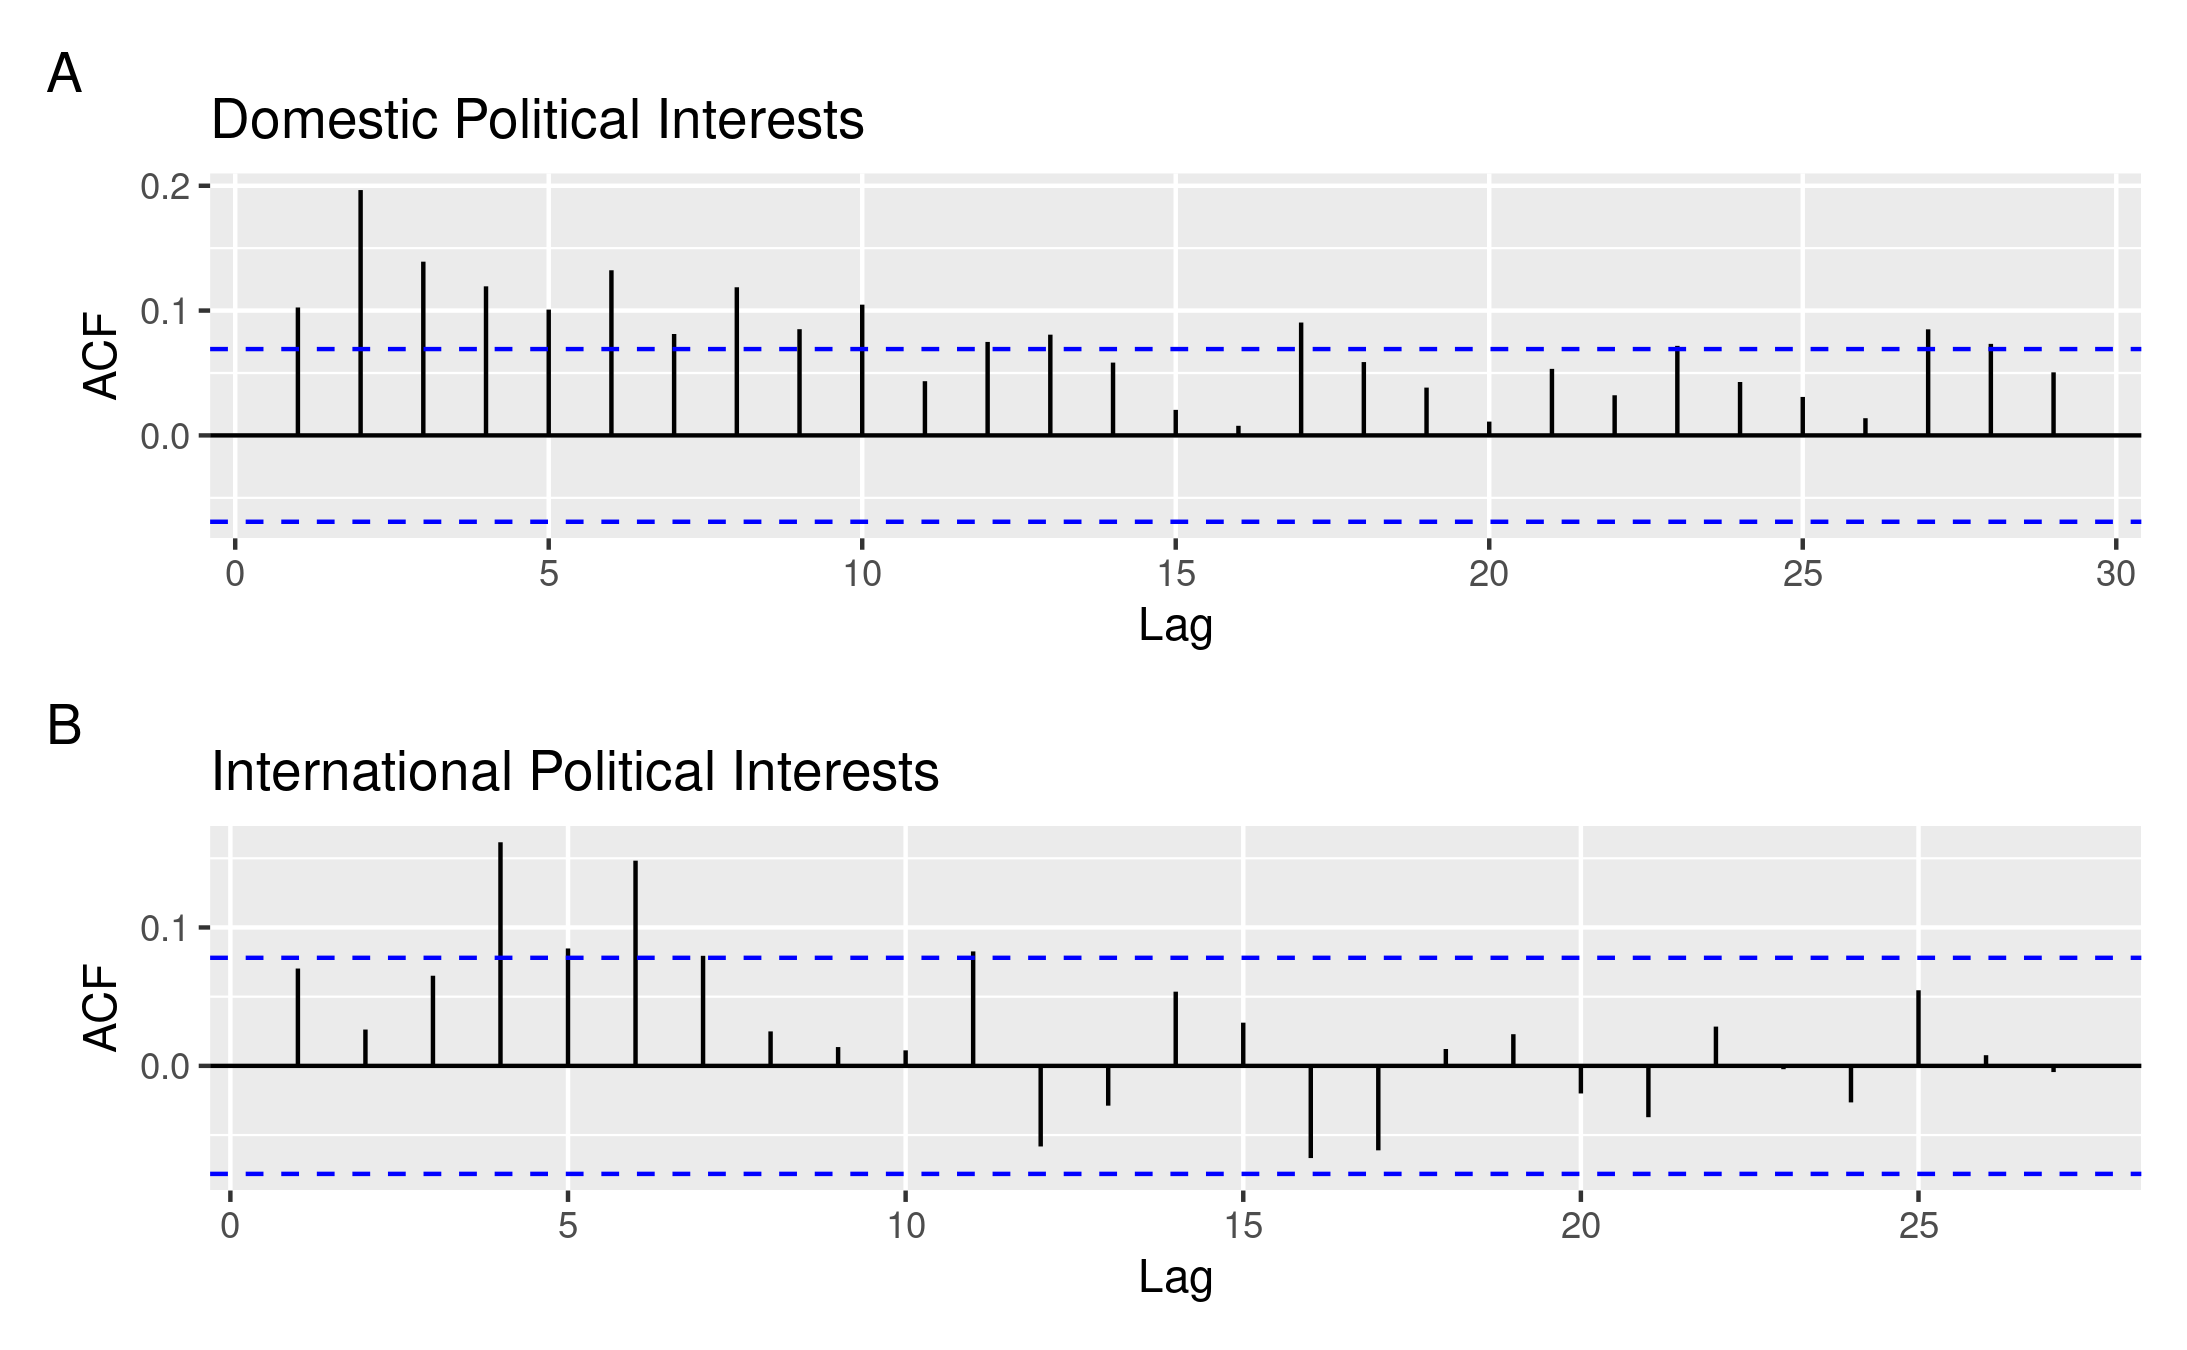 A
Domestic Political Interests
0.2
0.1
0.0
ACF
0 5 10 15 20 25 30
Lag
B
International Political Interests
0.1
0.0
ACF
0 5 10 15 20 25
Lag